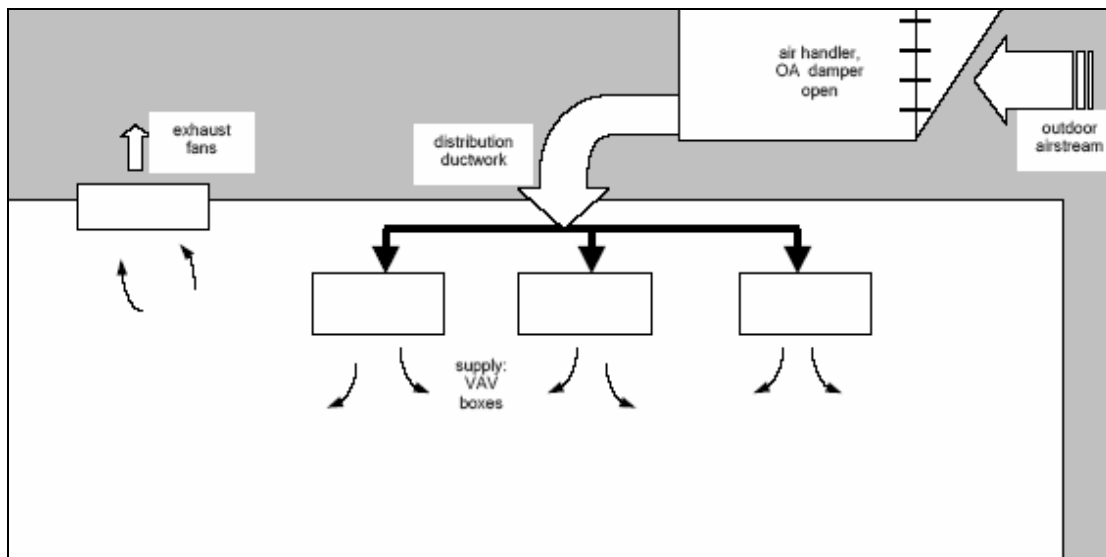 air handler,
OA damper
open
exhaust
fans
distribution
ductwork
outdoor
airstream
supply:
VAV
boxes